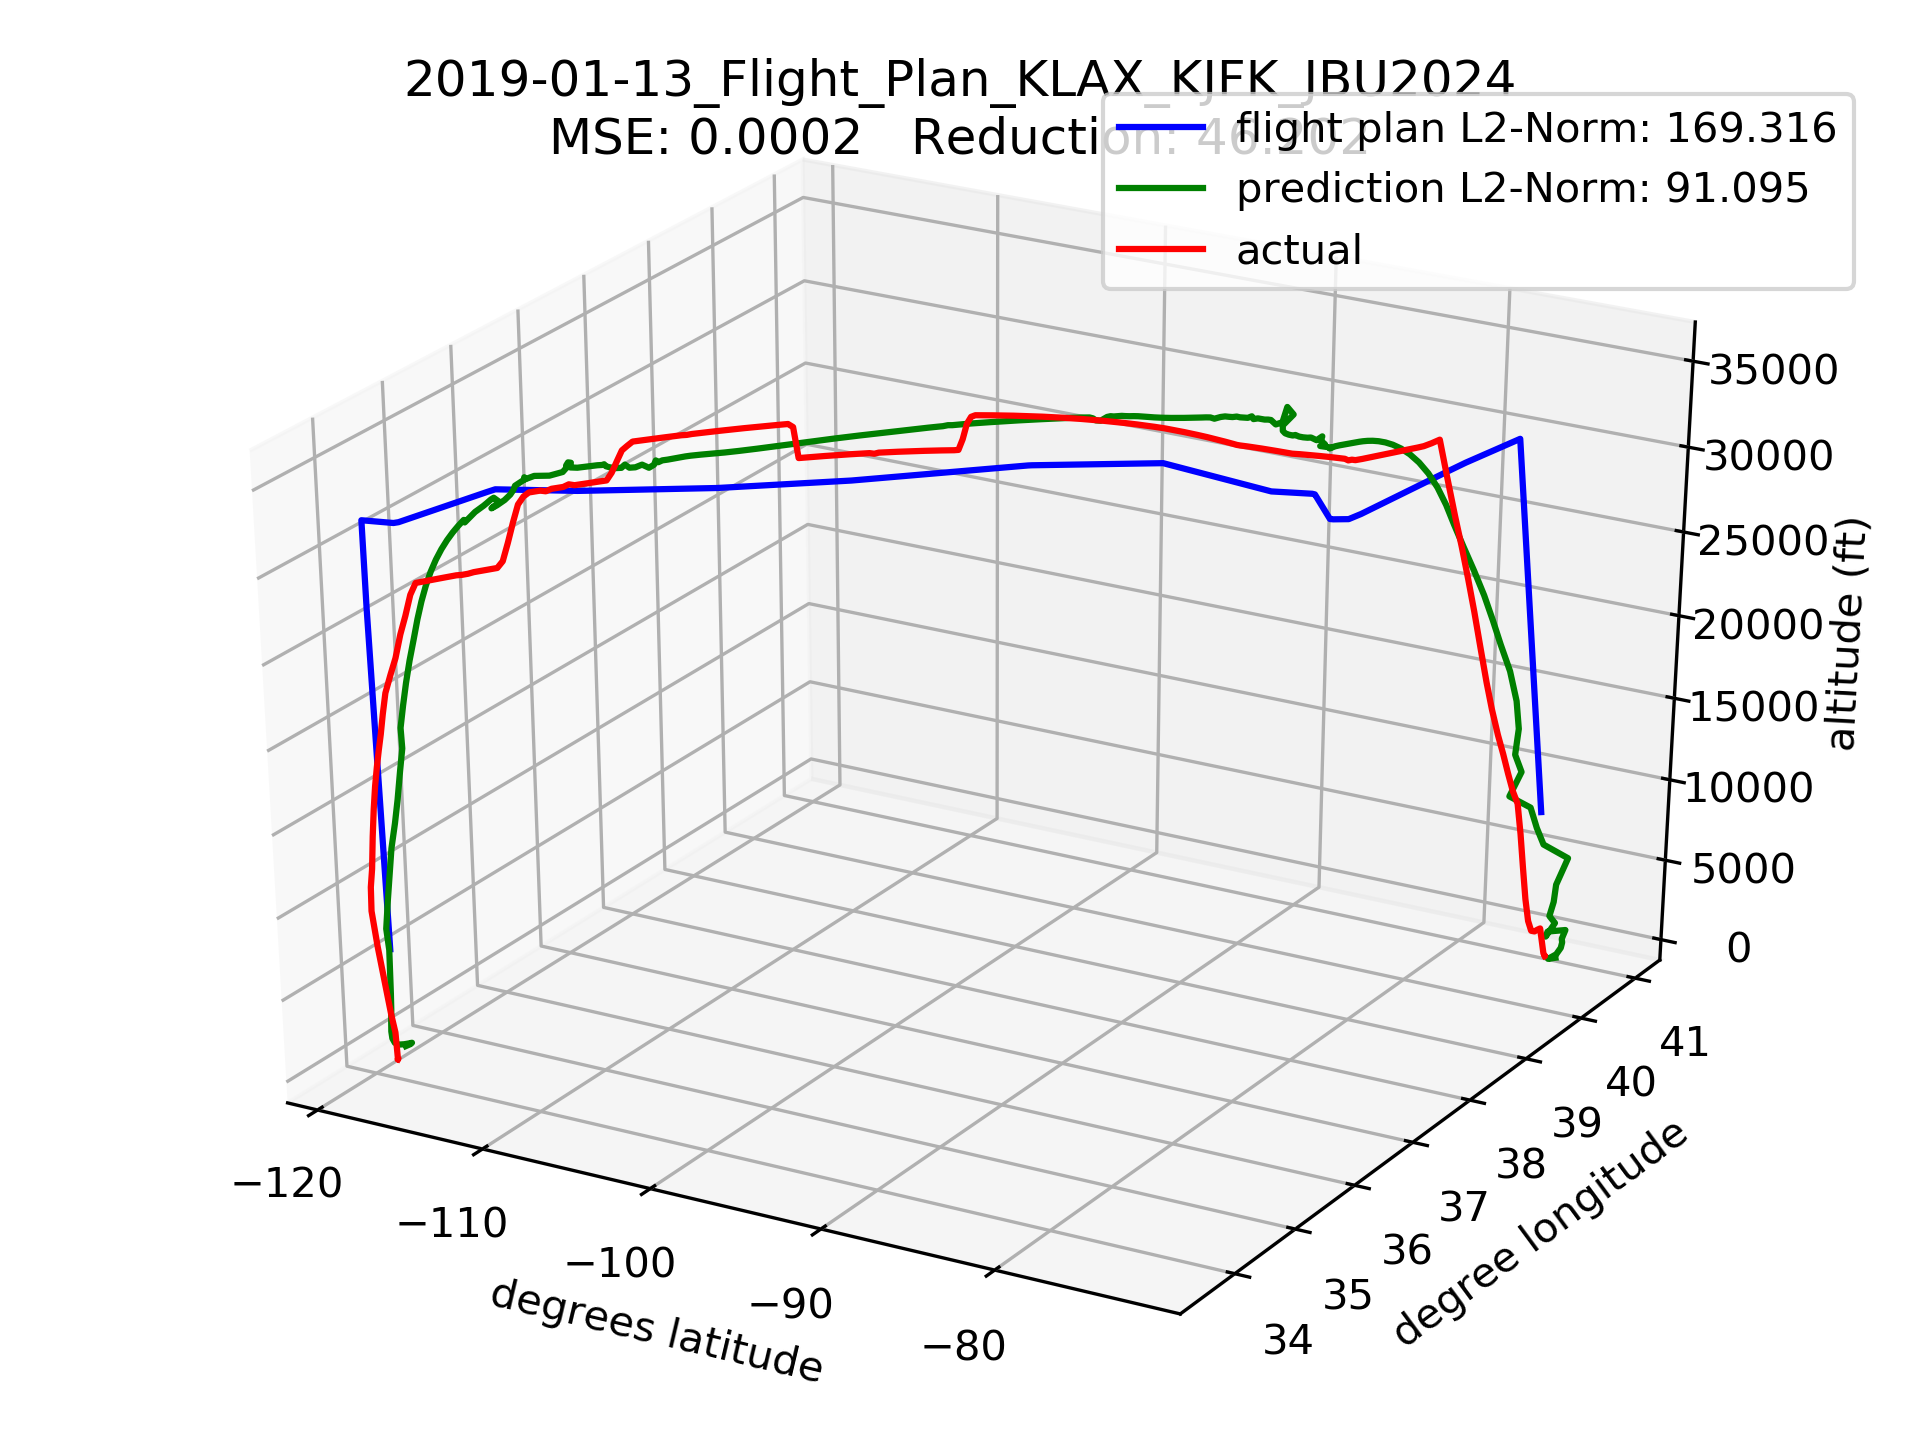 2019-01-13_Flight_Plan_KLAX_KJFK_JBU2024
MSE: 0.0002   Reduction: 46.202
flight plan L2-Norm: 169.316
prediction L2-Norm: 91.095
actual
35000
30000
25000
20000
15000
10000
5000
0
altitude (ft)
41
40
39
38
37
36
35
34
degree longitude
−120
−110
−100
−90
−80
degrees latitude